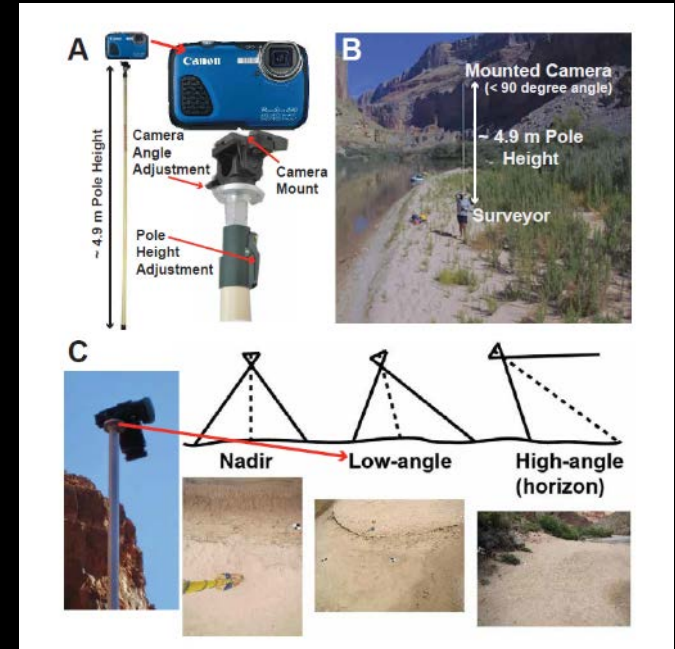 A
Canon
~ 4.9 m Pole Height
Camera
Angle
Adjustment
Camera
Mount
Pole
Height
Adjustment
B
Mounted Camera
(< 90 degree angle)
~ 4.9 m Pole
Height
Surveyor
C
Nadir
Low-angle
High-angle
(horizon)